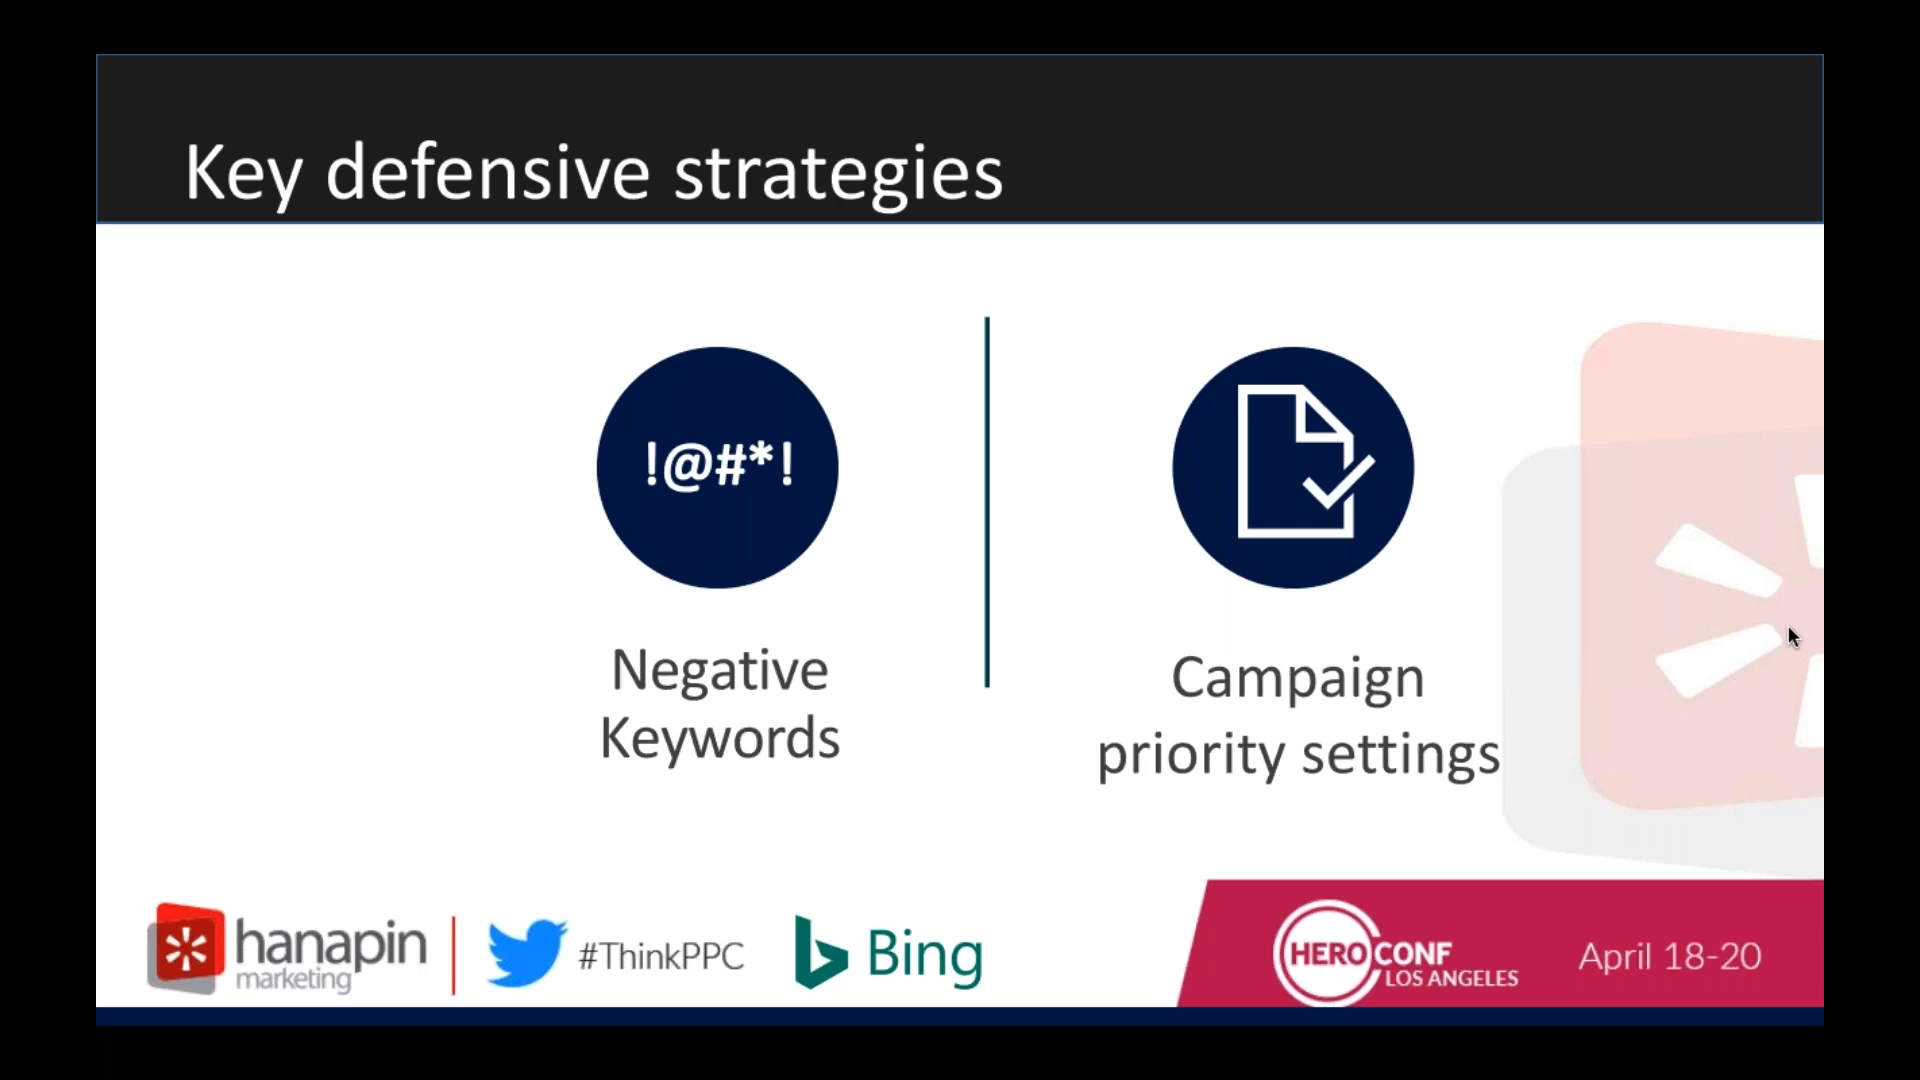 Key defensive strategies
!@#*!
Negative
Keywords
Campaign
priority settings
hanapin
marketing
#ThinkPPC
Bing
HERO CONF
LOS ANGELES
April 18-20